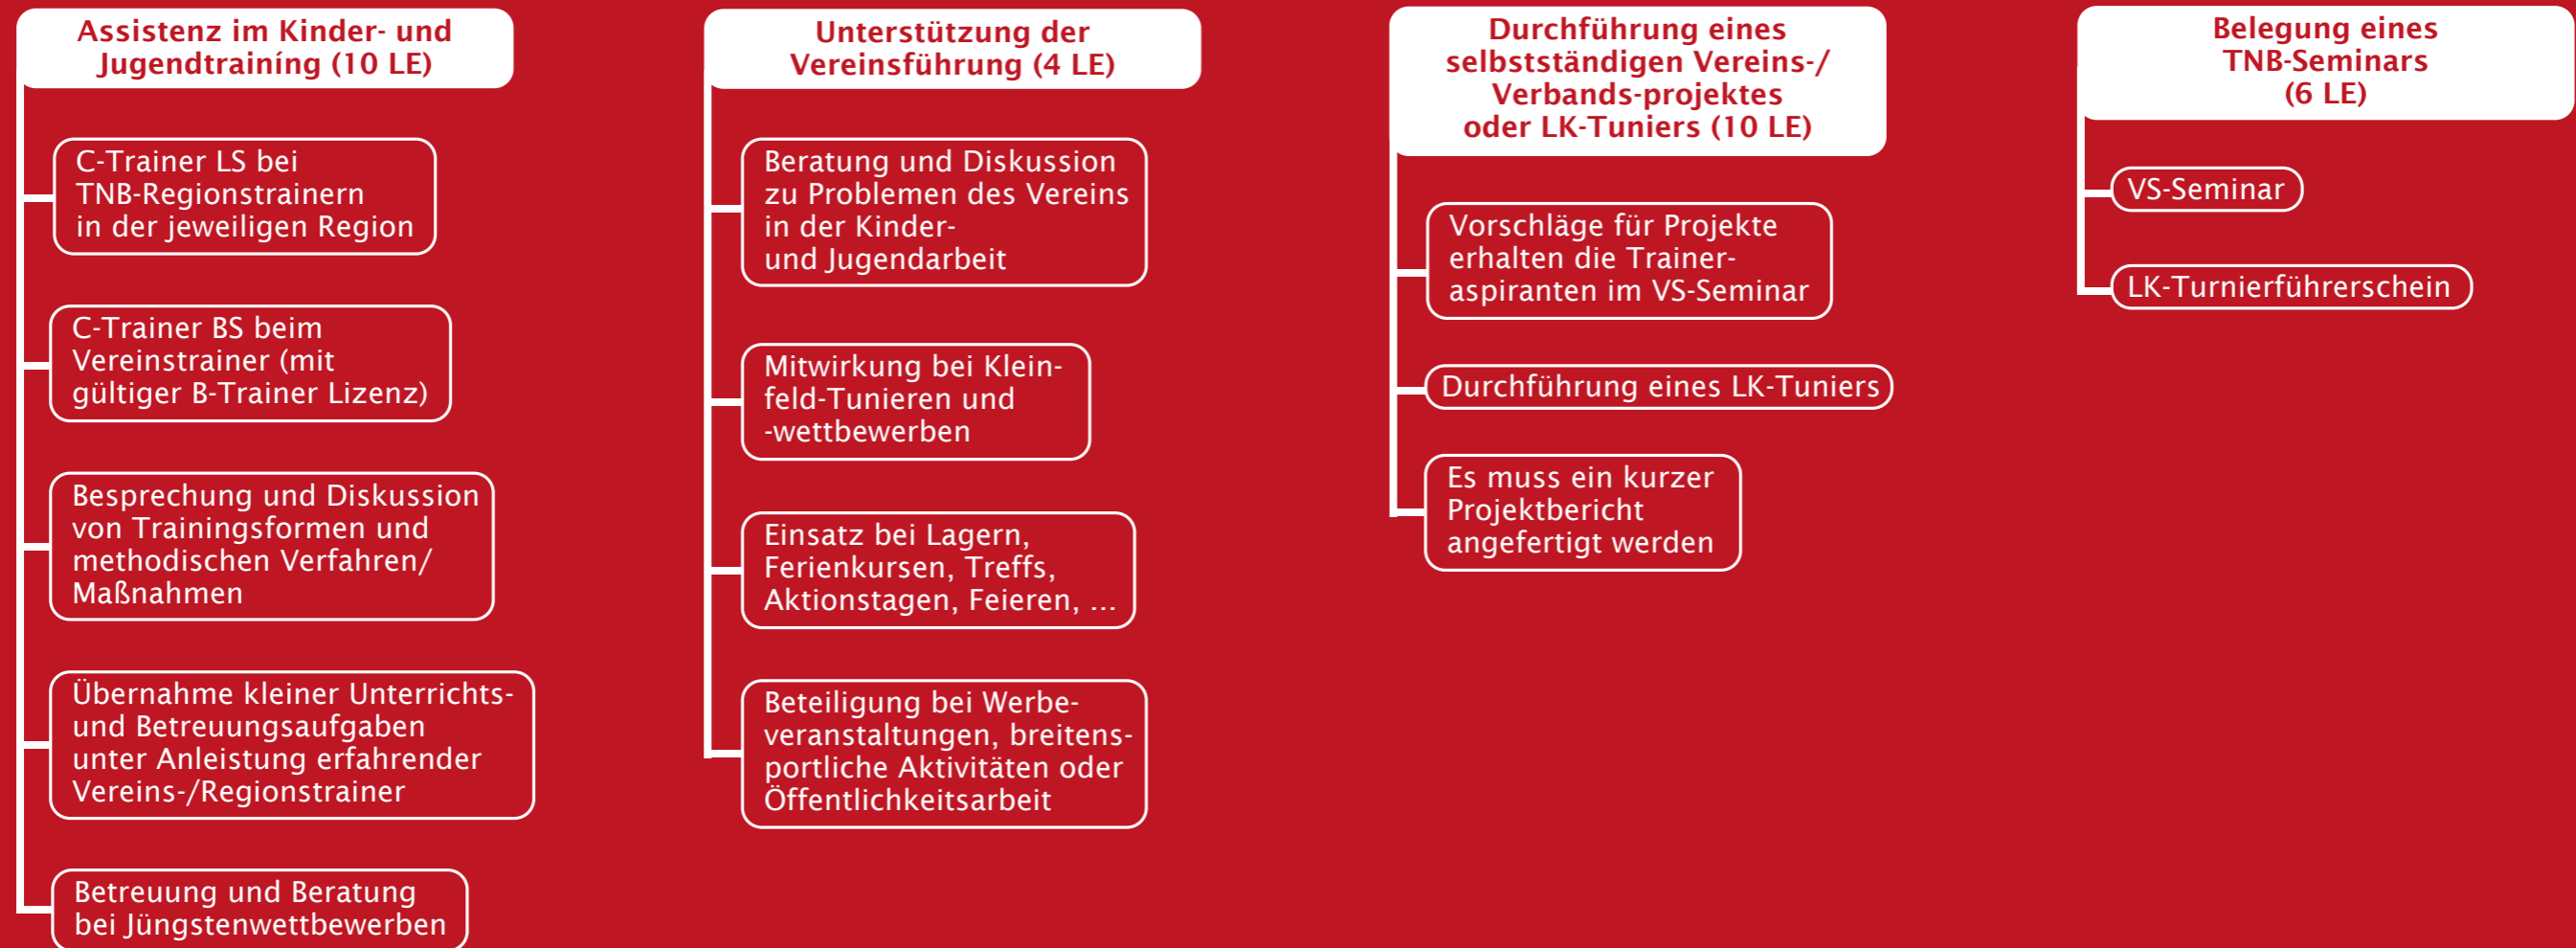 Assistenz im Kinder- und
Jugendtrainíng (10 LE)
C-Trainer LS bei
TNB-Regionstrainern
in der jeweiligen Region
C-Trainer BS beim
Vereinstrainer (mit
gültiger B-Trainer Lizenz)
Besprechung und Diskussion
von Trainingsformen und
methodischen Verfahren/
Maßnahmen
Übernahme kleiner Unterrichts-
und Betreuungsaufgaben
unter Anleistung erfahrender
Vereins-/Regionstrainer
Betreuung und Beratung
bei Jüngstenwettbewerben
Unterstützung der
Vereinsführung (4 LE)
Beratung und Diskussion
zu Problemen des Vereins
in der Kinder-
und Jugendarbeit
Mitwirkung bei Klein-
feld-Tunieren und
-wettbewerben
Einsatz bei Lagern,
Ferienkursen, Treffs,
Aktionstagen, Feieren, ...
Beteiligung bei Werbe-
veranstaltungen, breitens-
portliche Aktivitäten oder
Öffentlichkeitsarbeit
Durchführung eines
selbstständigen Vereins-/
Verbands-projektes
oder LK-Tuniers (10 LE)
Vorschläge für Projekte
erhalten die Trainer-
aspiranten im VS-Seminar
Durchführung eines LK-Tuniers
Es muss ein kurzer
Projektbericht
angefertigt werden
Belegung eines
TNB-Seminars
(6 LE)
VS-Seminar
LK-Turnierführerschein